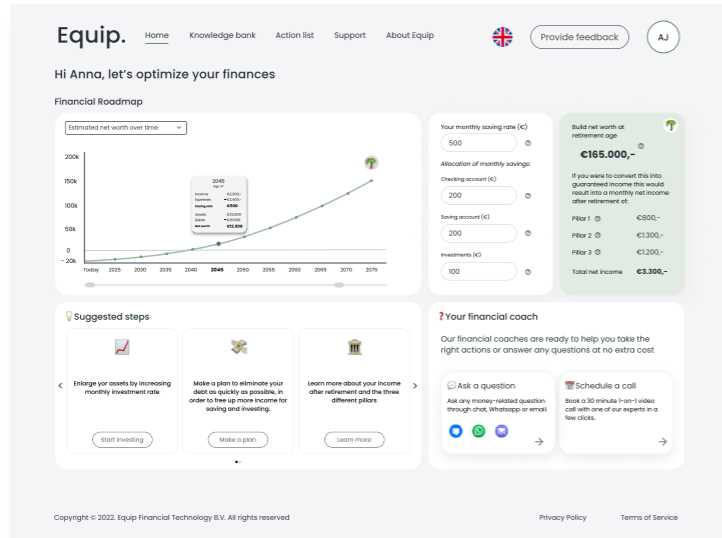 Equip.
Home
Knowledge bank
Action list
Support
About Equip
Provide feedback
AJ
Hi Anna, let's optimize your finances
Financial Roadmap
Estimated net worth over time
200k
150k
100k
50k
0
- 20k
2045
Income €2.400,-
Expenses
Saving rate €500
Assets
Debts
Net worth €12.500
Today 2025 2030 2035 2040 2045 2050 2055 2060 2065 2070 2075
Your monthly saving rate (€)
500
Allocation of monthly savings:
Checking account (€)
200
Saving account (€)
200
Investments (€)
100
Build net worth at
retirement age
€165.000,-
If you were to convert this into
guaranteed income this would
result into a monthly net income
after retirement of:
Pillar 1 €800,-
Pillar 2 €1.300,-
Pillar 3 €1.200,-
Total net income €3.300,-
Suggested steps
Enlarge yor assets by increasing
monthly investment rate
Start investing
Make a plan to eliminate your
debt as quickly as possible, in
order to free up more income for
saving and investing.
Make a plan
Learn more about your income
after retirement and the three
different pillars
Learn more
Your financial coach
Our financial coaches are ready to help you take the
right actions or answer any questions at no extra cost
Ask a question
Ask any money-related question
through chat, Whatsapp or email.
Schedule a call
Book a 30 minute 1-on-1 video
call with one of our experts in a
few clicks.
Copyright © 2022. Equip Financial Technology B.V. All rights reserved
Privacy Policy
Terms of Service